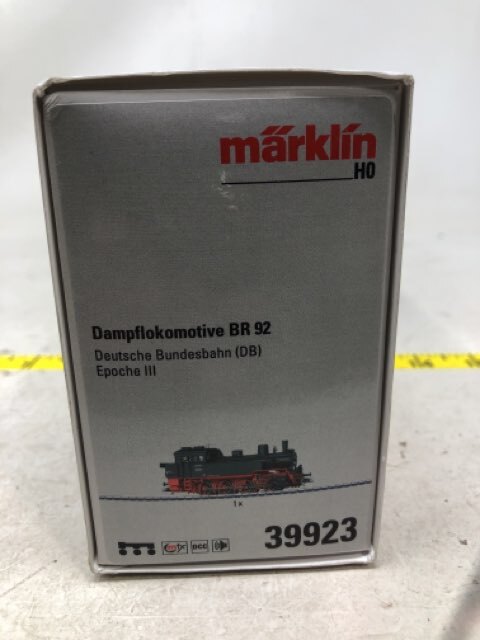 märklin
H0
Dampflokomotive BR 92
Deutsche Bundesbahn (DB)
Epoche III
1x
DCC
39923